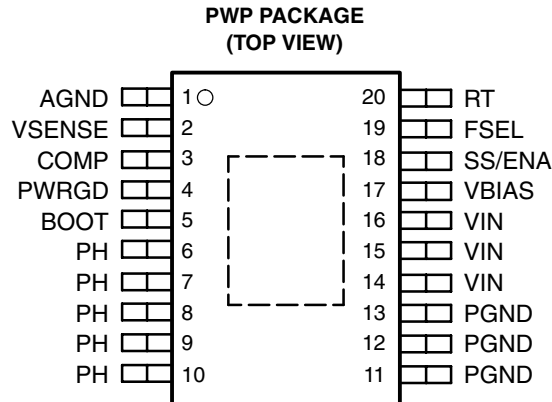 PWP PACKAGE
(TOP VIEW)
AGND 1 20 RT
VSENSE 2 19 FSEL
COMP 3 18 SS/ENA
PWRGD 4 17 VBIAS
BOOT 5 16 VIN
PH 6 15 VIN
PH 7 14 VIN
PH 8 13 PGND
PH 9 12 PGND
PH 10 11 PGND